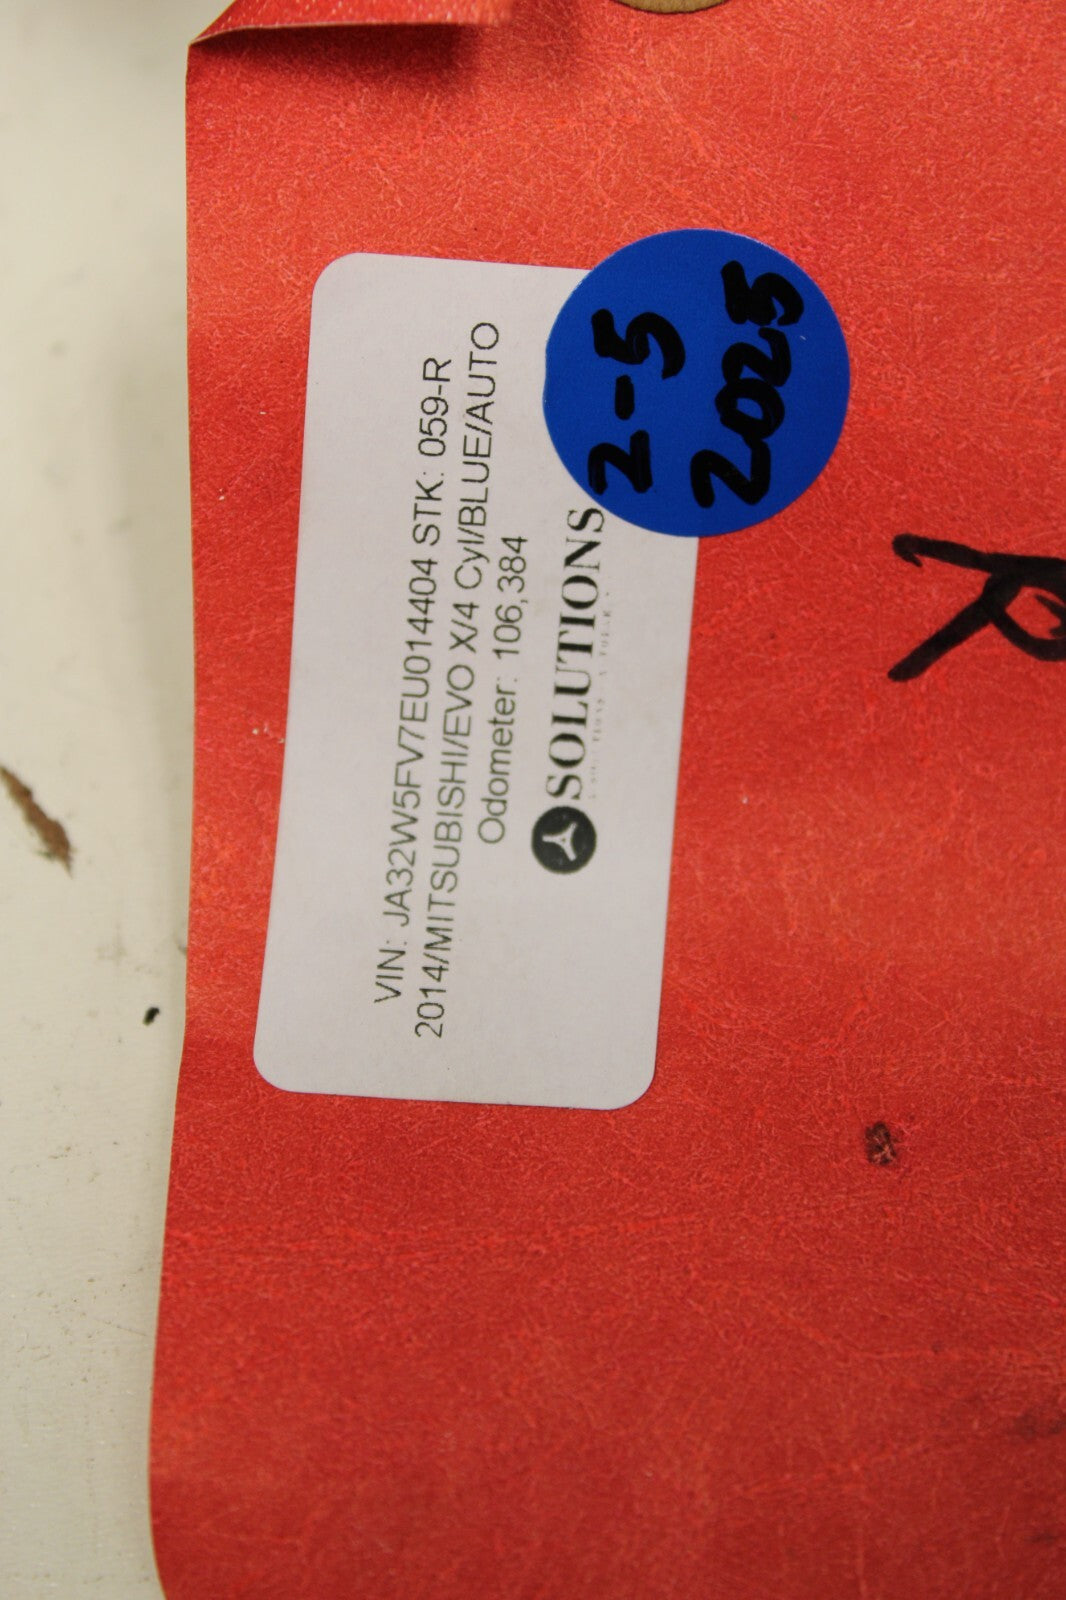 VIN: JA32W5FV7EU014404 STK: 059-R
2014/MITSUBISHI/EVO X/4 Cyl/BLUE/AUTO
Odometer: 106,384
SOLUTIONS
2-5
2025
R